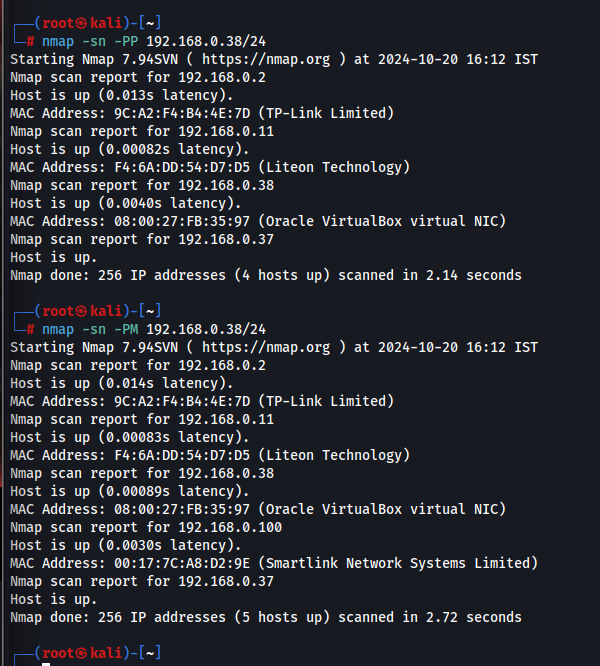 ┌──(root㉿kali)-[~]
└─# nmap -sn -PP 192.168.0.38/24
Starting Nmap 7.94SVN ( https://nmap.org ) at 2024-10-20 16:12 IST
Nmap scan report for 192.168.0.2
Host is up (0.013s latency).
MAC Address: 9C:A2:F4:B4:4E:7D (TP-Link Limited)
Nmap scan report for 192.168.0.11
Host is up (0.00082s latency).
MAC Address: F4:6A:DD:54:D7:D5 (Liteon Technology)
Nmap scan report for 192.168.0.38
Host is up (0.0040s latency).
MAC Address: 08:00:27:FB:35:97 (Oracle VirtualBox virtual NIC)
Nmap scan report for 192.168.0.37
Host is up.
Nmap done: 256 IP addresses (4 hosts up) scanned in 2.14 seconds
┌──(root㉿kali)-[~]
└─# nmap -sn -PM 192.168.0.38/24
Starting Nmap 7.94SVN ( https://nmap.org ) at 2024-10-20 16:12 IST
Nmap scan report for 192.168.0.2
Host is up (0.014s latency).
MAC Address: 9C:A2:F4:B4:4E:7D (TP-Link Limited)
Nmap scan report for 192.168.0.11
Host is up (0.00083s latency).
MAC Address: F4:6A:DD:54:D7:D5 (Liteon Technology)
Nmap scan report for 192.168.0.38
Host is up (0.00089s latency).
MAC Address: 08:00:27:FB:35:97 (Oracle VirtualBox virtual NIC)
Nmap scan report for 192.168.0.100
Host is up (0.0030s latency).
MAC Address: 00:17:7C:A8:D2:9E (Smartlink Network Systems Limited)
Nmap scan report for 192.168.0.37
Host is up.
Nmap done: 256 IP addresses (5 hosts up) scanned in 2.72 seconds
┌──(root㉿kali)-[~]